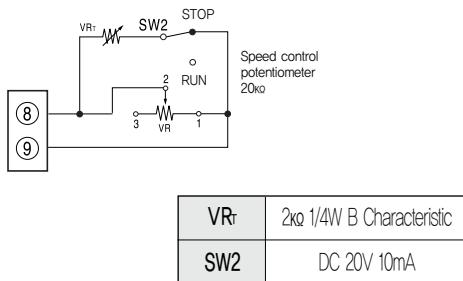 STOP
VRT SW2
RUN
Speed control
potentiometer
20KΩ
2
8
3 VR 1
9
VRT 2KΩ 1/4W B Characteristic
SW2 DC 20V 10mA